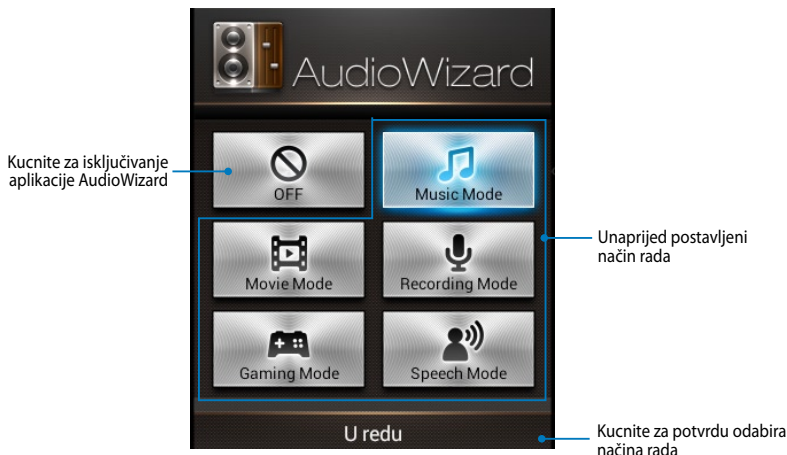 AudioWizard
Kucnite za isključivanje
aplikacije AudioWizard
OFF
Music Mode
Unaprijed postavljeni
način rada
Movie Mode
Recording Mode
Gaming Mode
Speech Mode
U redu
Kucnite za potvrdu odabira
načina rada